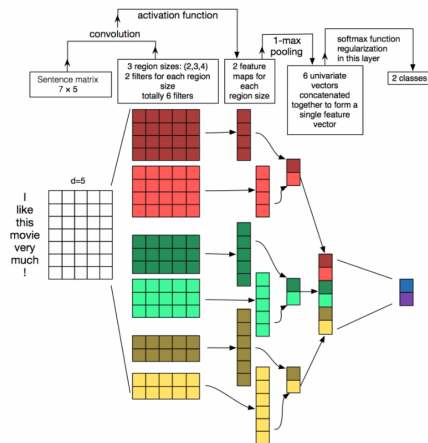 activation function
convolution
1-max
pooling
softmax function
regularization
in this layer
Sentence matrix
7 × 5
3 region sizes: (2,3,4)
2 filters for each region
size
totally 6 filters
2 feature
maps for
each
region size
6 univariate
vectors
concatenated
together to form a
single feature
vector
2 classes
d=5
I
like
this
movie
very
much
!